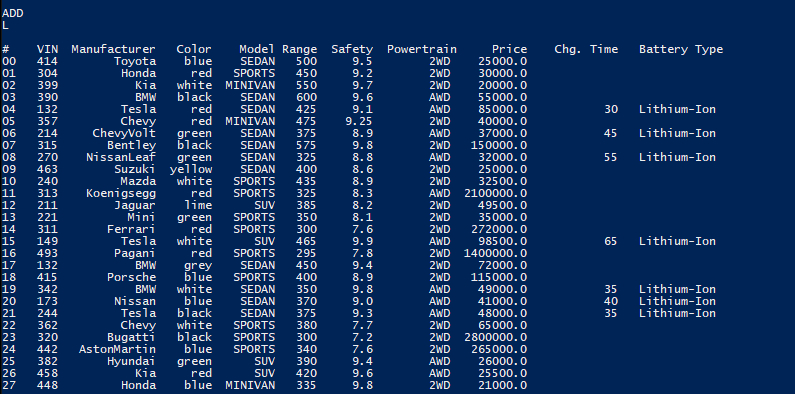 ADD
L
# VIN Manufacturer Color Model Range Safety Powertrain Price Chg. Time Battery Type
00 414 Toyota blue SEDAN 500 9.5 2WD 25000.0
01 304 Honda red SPORTS 450 9.2 2WD 30000.0
02 399 Kia white MINIVAN 550 9.7 2WD 20000.0
03 390 BMW black SEDAN 600 9.6 AWD 55000.0
04 132 Tesla red SEDAN 425 9.1 AWD 85000.0 30 Lithium-Ion
05 357 Chevy red MINIVAN 475 9.25 2WD 40000.0
06 214 ChevyVolt green SEDAN 375 8.9 AWD 37000.0 45 Lithium-Ion
07 315 Bentley black SEDAN 575 9.8 2WD 150000.0
08 270 NissanLeaf green SEDAN 325 8.8 AWD 32000.0 55 Lithium-Ion
09 463 Suzuki yellow SEDAN 400 8.6 2WD 25000.0
10 240 Mazda white SPORTS 435 8.9 2WD 32500.0
11 313 Koenigsegg red SPORTS 325 8.3 AWD 2100000.0
12 211 Jaguar lime SUV 385 8.2 AWD 49500.0
13 221 Mini green SPORTS 350 8.1 AWD 35000.0
14 311 Ferrari red SPORTS 300 7.6 2WD 272000.0
15 149 Tesla white SUV 465 9.9 AWD 98500.0 65 Lithium-Ion
16 493 Pagani red SPORTS 295 7.8 2WD 1400000.0
17 132 BMW grey SEDAN 450 9.4 2WD 72000.0
18 415 Porsche blue SPORTS 400 8.9 2WD 115000.0
19 342 BMW white SEDAN 350 9.8 AWD 49000.0 35 Lithium-Ion
20 173 Nissan blue SEDAN 370 9.0 AWD 41000.0 40 Lithium-Ion
21 244 Tesla black SEDAN 375 9.3 AWD 48000.0 35 Lithium-Ion
22 362 Chevy white SPORTS 380 7.7 2WD 65000.0
23 320 Bugatti black SPORTS 300 7.2 2WD 2800000.0
24 442 AstonMartin blue SPORTS 340 7.6 2WD 265000.0
25 382 Hyundai green SUV 390 9.4 AWD 26000.0
26 458 Kia red SUV 420 9.6 AWD 25500.0
27 448 Honda blue MINIVAN 335 9.8 2WD 21000.0